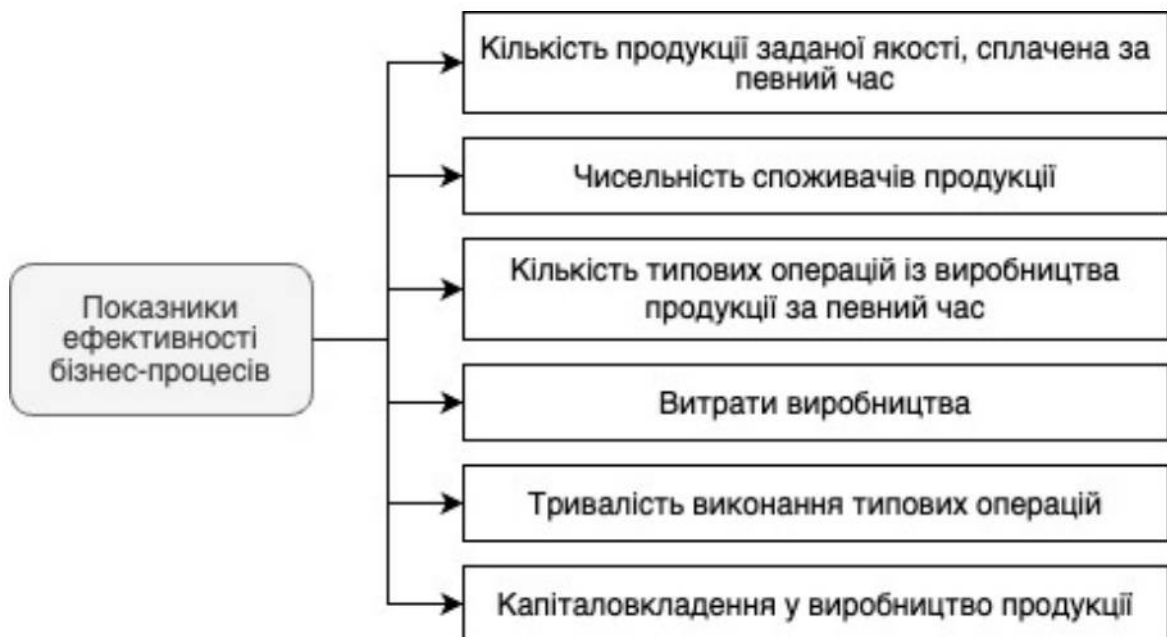 Кількість продукції заданої якості, сплачена за
певний час
Чисельність споживачів продукції
Кількість типових операцій із виробництва
продукції за певний час
Показники
ефективності
бізнес-процесів
Витрати виробництва
Тривалість виконання типових операцій
Капіталовкладення у виробництво продукції